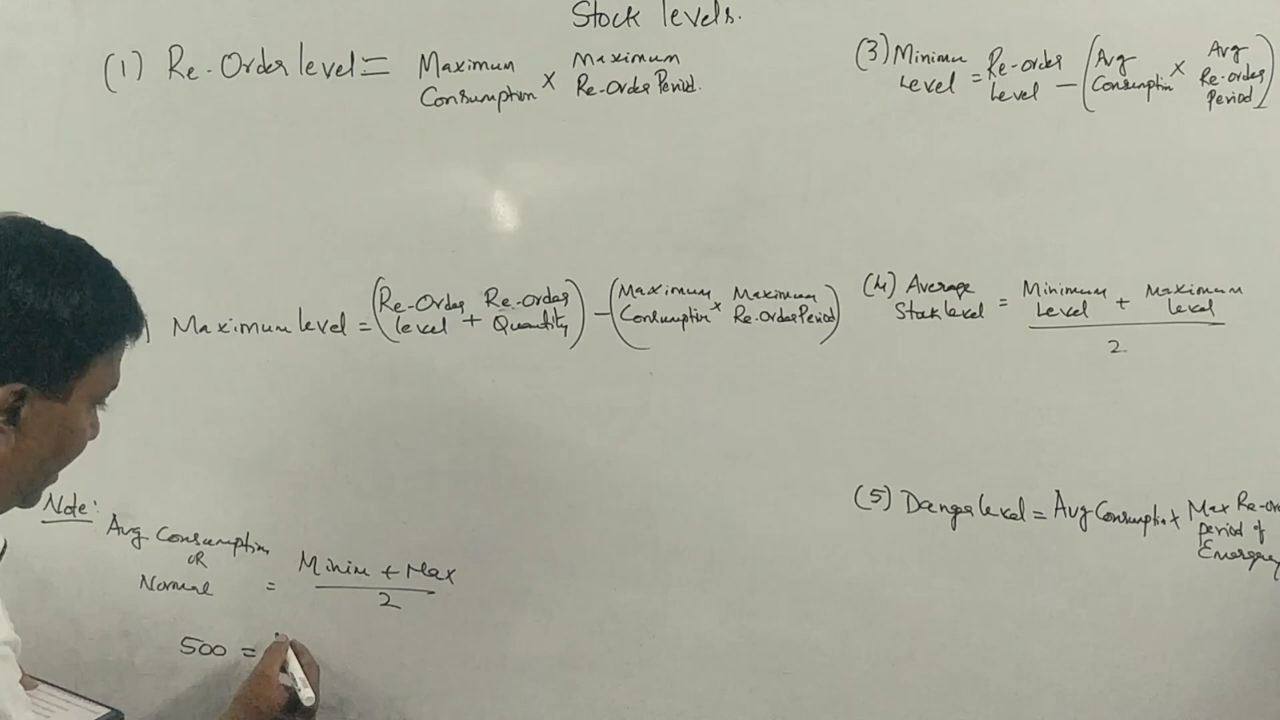 Stock levels.
(1) Re-Order level = Maximum Consumption × Maximum Re-Order Period.
) Maximum level = (Re-Order level + Re-order Quantity) - (Maximum Consumption × Maximum Re-Order Period)
(3) Minimum Level = Re-order Level - (Avg Consumption × Avg Re-order Period)
(4) Average Stock level = Minimum Level + Maximum level / 2
(5) Danger level = Avg Consumption × Max Re-or period of Emergency
Note:
Avg Consumption
OR
Normal = Minim + Max / 2
500 =